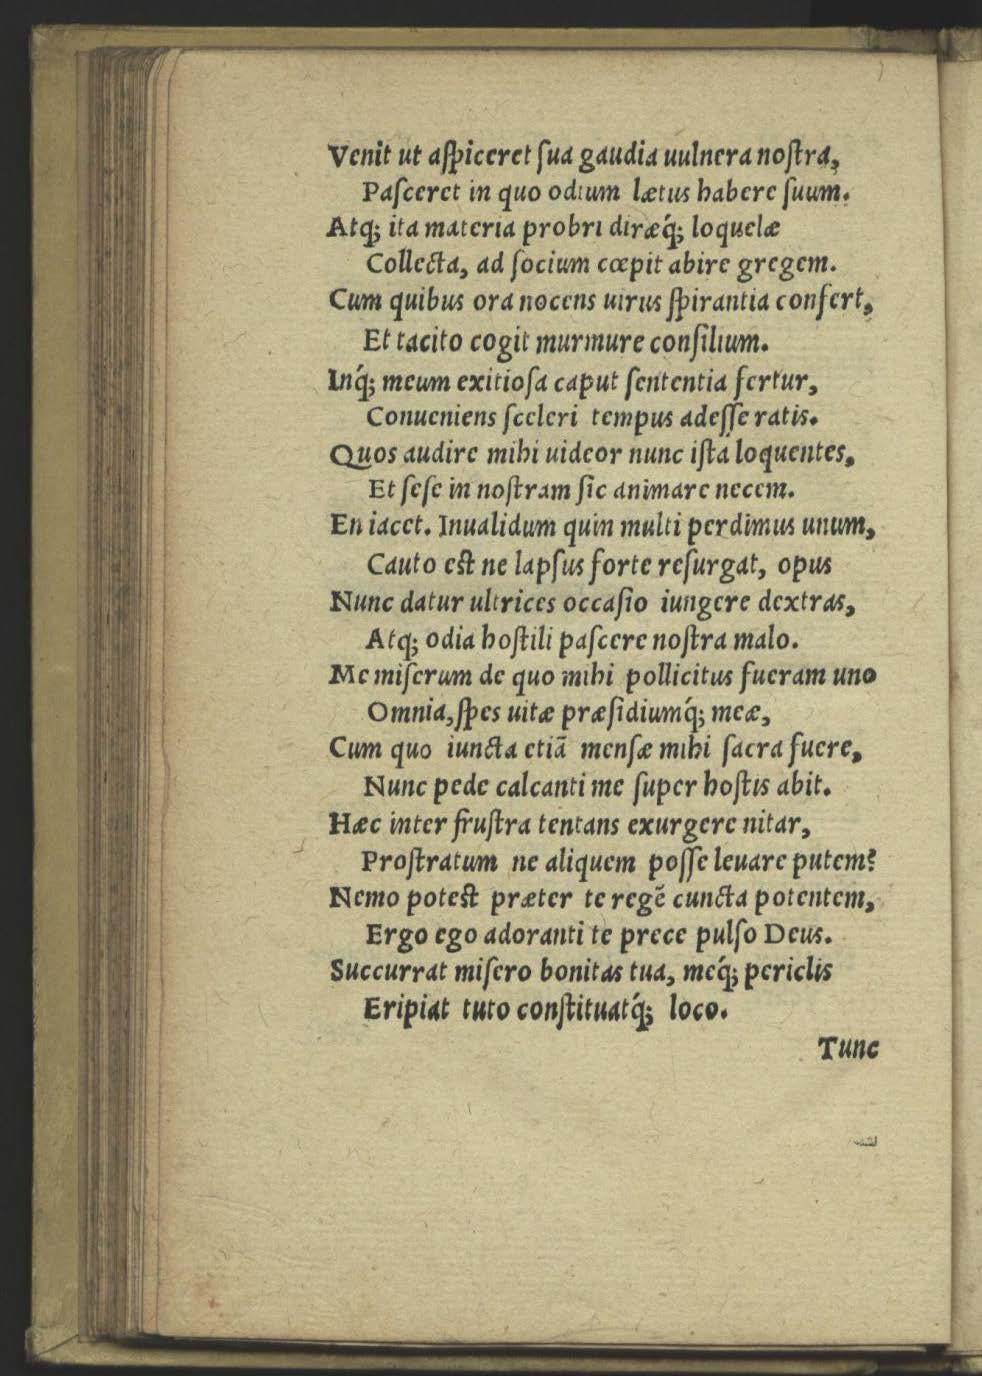 Venit ut aſpiceret ſua gaudia uulnera noſtra,
Paſceret in quo odium lætus habere ſuum.
Atq; ita materia probri diræq́; loquelæ
Collecta, ad ſocium cœpit abire gregem.
Cum quibus ora nocens uirus ſpirantia confert,
Et tacito cogit murmure conſilium.
Inq́; meum exitioſa caput ſententia fertur,
Conueniens ſceleri tempus adeſſe ratis.
Quos audire mihi uideor nunc iſta loquentes,
Et ſeſe in noſtram ſic animare necem.
En iacet. Inualidum quin multi perdimus unum,
Cauto eſt ne lapſus forte reſurgat, opus
Nunc datur ultrices occaſio iungere dextras,
Atq; odia hoſtili paſcere noſtra malo.
Me miſerum de quo mihi pollicitus fueram uno
Omnia, ſpes uitæ præſidiumq́; meæ,
Cum quo iuncta etiã menſæ mihi ſacra fuere,
Nunc pede calcanti me ſuper hoſtis abit.
Hæc inter fruſtra tentans exurgere nitar,
Proſtratum ne aliquem poſſe leuare putem?
Nemo poteſt præter te regẽ cuncta potentem,
Ergo ego adoranti te prece pulſo Deus.
Succurrat miſero bonitas tua, meq́; periclis
Eripiat tuto conſtituatq́; loco.
Tunc